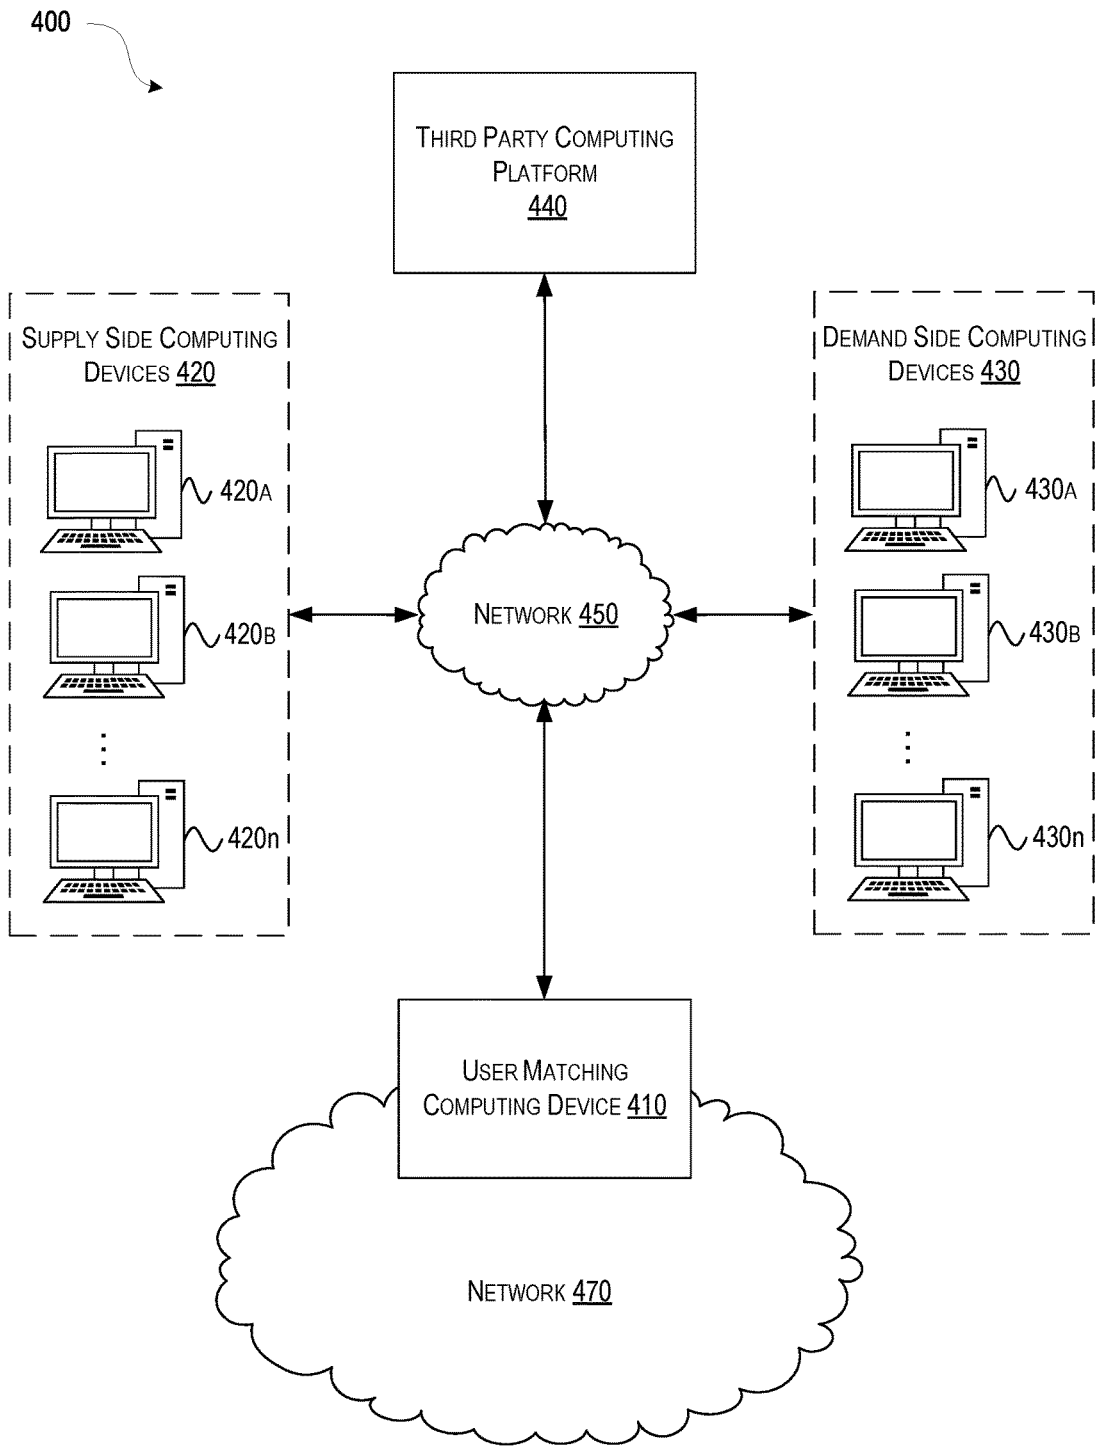 400
THIRD PARTY COMPUTING
PLATFORM
440
SUPPLY SIDE COMPUTING
DEVICES 420
420A
420B
420n
DEMAND SIDE COMPUTING
DEVICES 430
430A
430B
430n
NETWORK 450
USER MATCHING
COMPUTING DEVICE 410
NETWORK 470